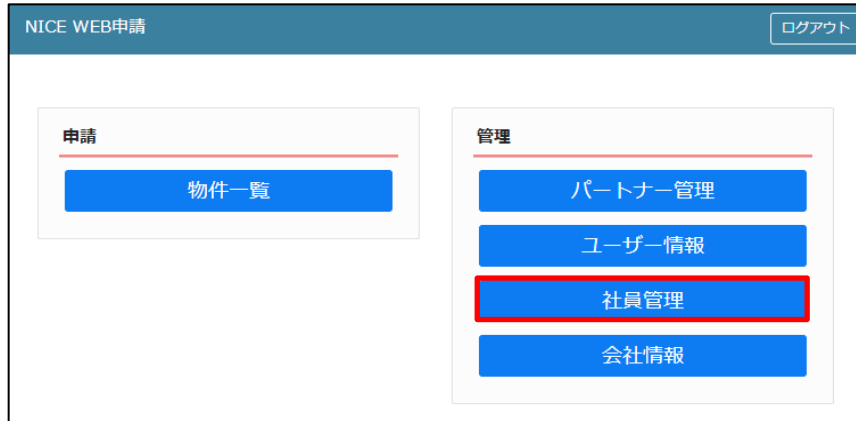 NICE WEB申請
ログアウト
申請
物件一覧
管理
パートナー管理
ユーザー情報
社員管理
会社情報